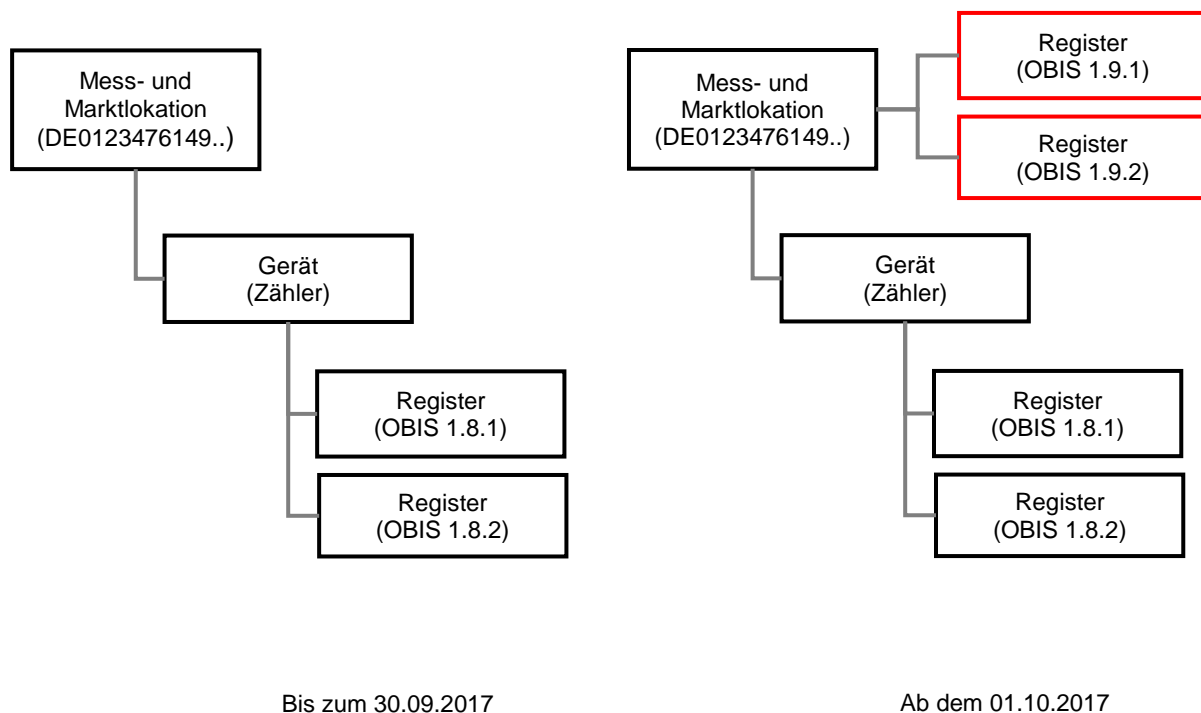 Mess- und
Marktlokation
(DE0123476149..)
Gerät
(Zähler)
Register
(OBIS 1.8.1)
Register
(OBIS 1.8.2)
Bis zum 30.09.2017
Mess- und
Marktlokation
(DE0123476149..)
Register
(OBIS 1.9.1)
Register
(OBIS 1.9.2)
Gerät
(Zähler)
Register
(OBIS 1.8.1)
Register
(OBIS 1.8.2)
Ab dem 01.10.2017